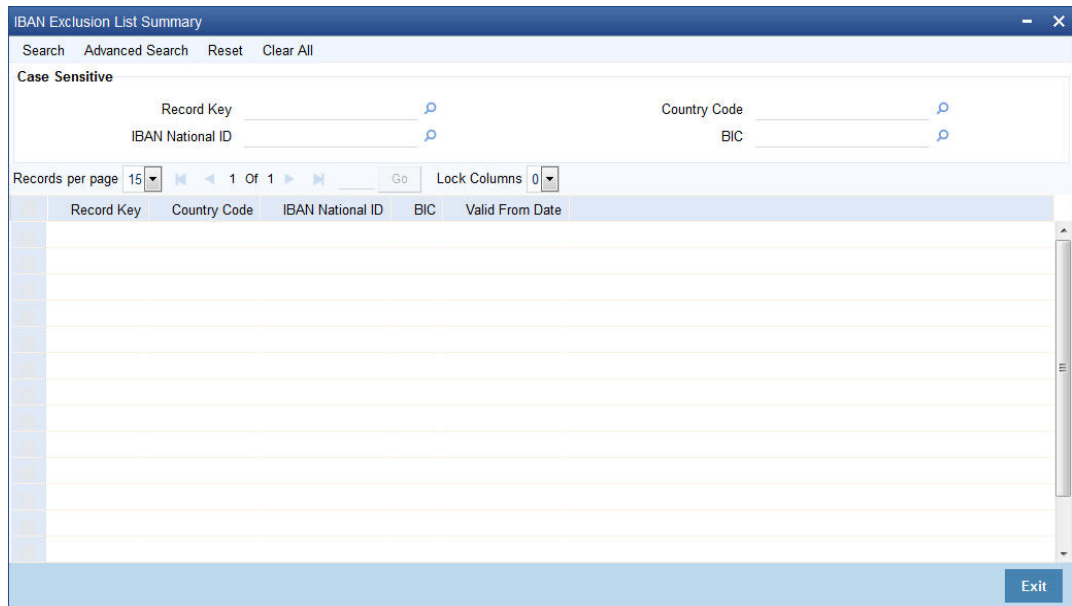 IBAN Exclusion List Summary
Search Advanced Search Reset Clear All
Case Sensitive
Record Key Country Code
IBAN National ID BIC
Records per page 15 1 Of 1 Go Lock Columns 0
Record Key Country Code IBAN National ID BIC Valid From Date
Exit